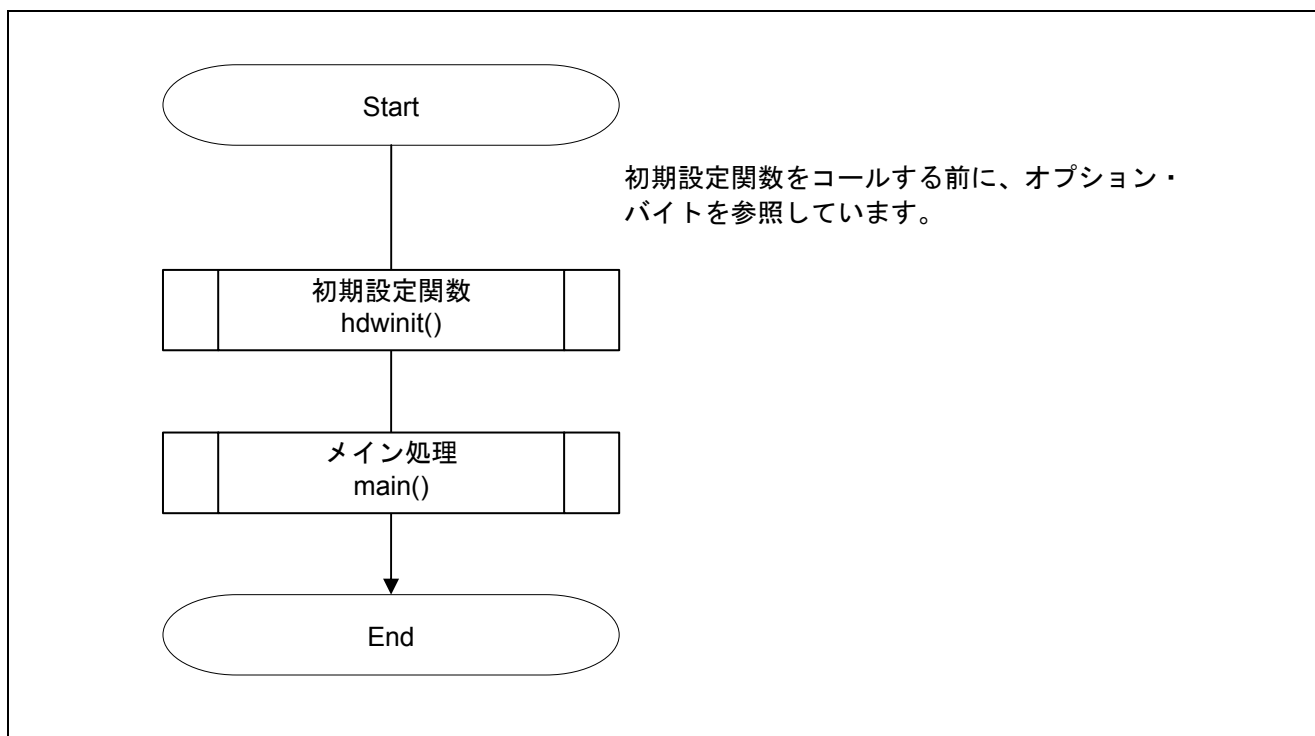 Start
初期設定関数をコールする前に、オプション・
バイトを参照しています。
初期設定関数
hdwinit()
メイン処理
main()
End